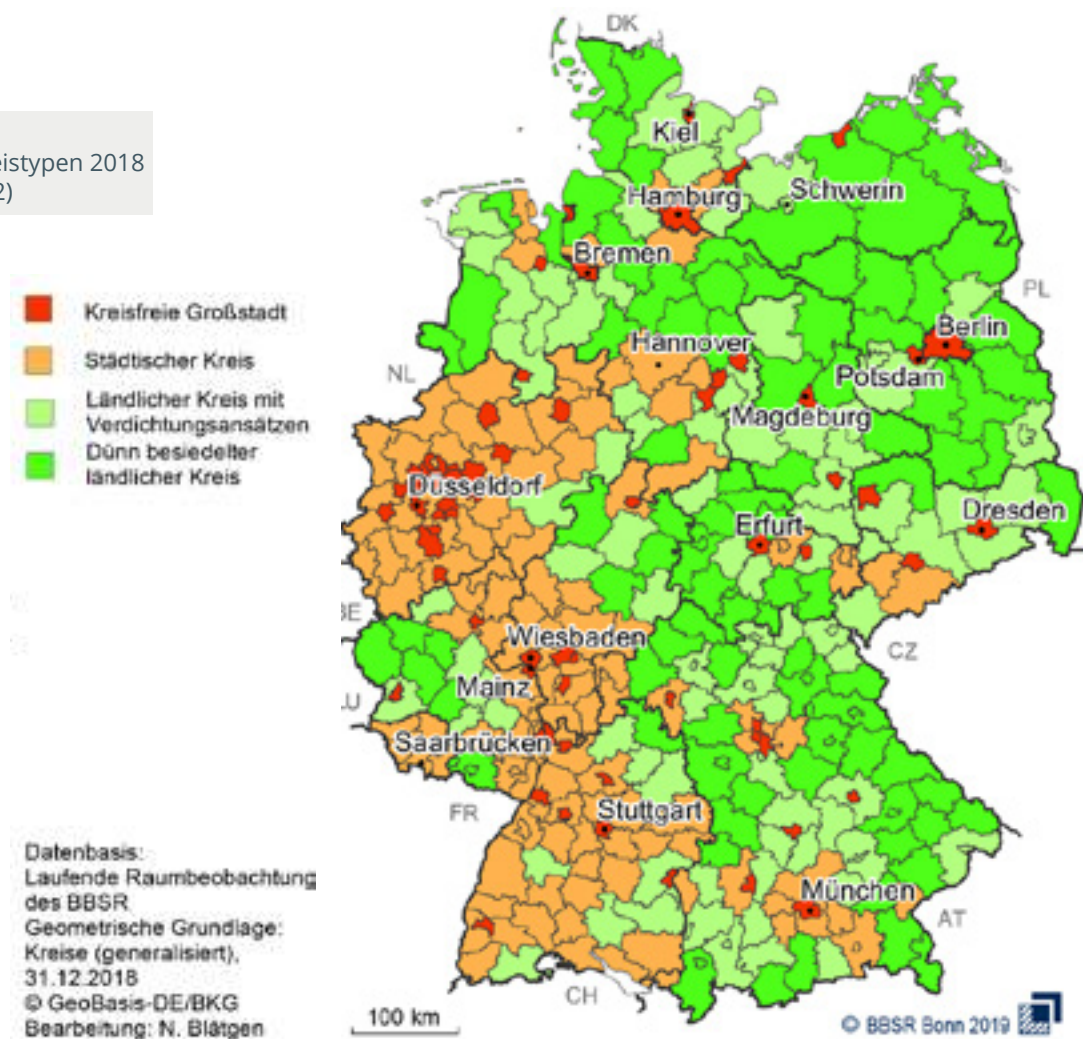 eistypen 2018
2)
Kreisfreie Großstadt
Städtischer Kreis
Ländlicher Kreis mit
Verdichtungsansätzen
Dünn besiedelter
ländlicher Kreis
DK
Kiel
Schwerin
Hamburg
Bremen
PL
Berlin
Hannover
NL
Potsdam
Magdeburg
Düsseldorf
Dresden
Erfurt
BE
Wiesbaden
CZ
Mainz
LU
Saarbrücken
FR
Stuttgart
München
AT
CH
100 km
Datenbasis:
Laufende Raumbeobachtung
des BBSR
Geometrische Grundlage:
Kreise (generalisiert),
31.12.2018
© GeoBasis-DE/BKG
Bearbeitung: N. Blätgen
© BBSR Bonn 2019